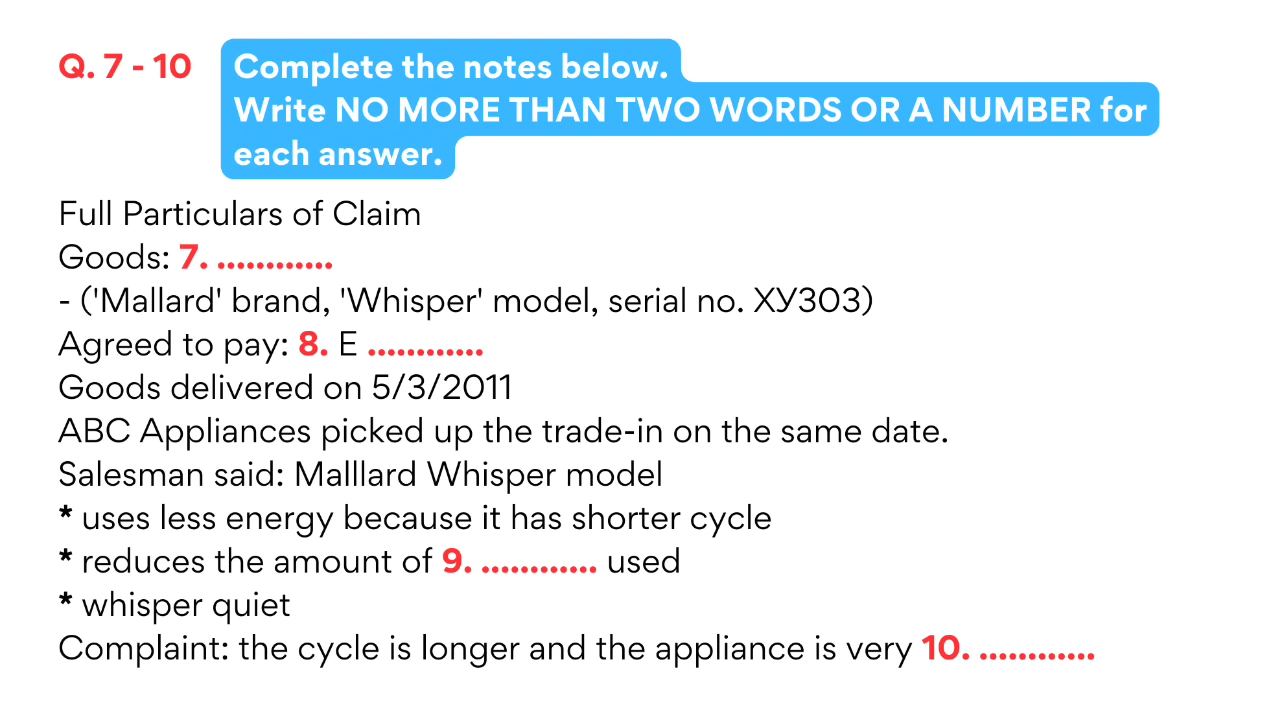 Q. 7 - 10
Complete the notes below.
Write NO MORE THAN TWO WORDS OR A NUMBER for
each answer.
Full Particulars of Claim
Goods: 7. ............
- ('Mallard' brand, 'Whisper' model, serial no. ХУ303)
Agreed to pay: 8. E ............
Goods delivered on 5/3/2011
ABC Appliances picked up the trade-in on the same date.
Salesman said: Malllard Whisper model
* uses less energy because it has shorter cycle
* reduces the amount of 9. ............ used
* whisper quiet
Complaint: the cycle is longer and the appliance is very 10. ............